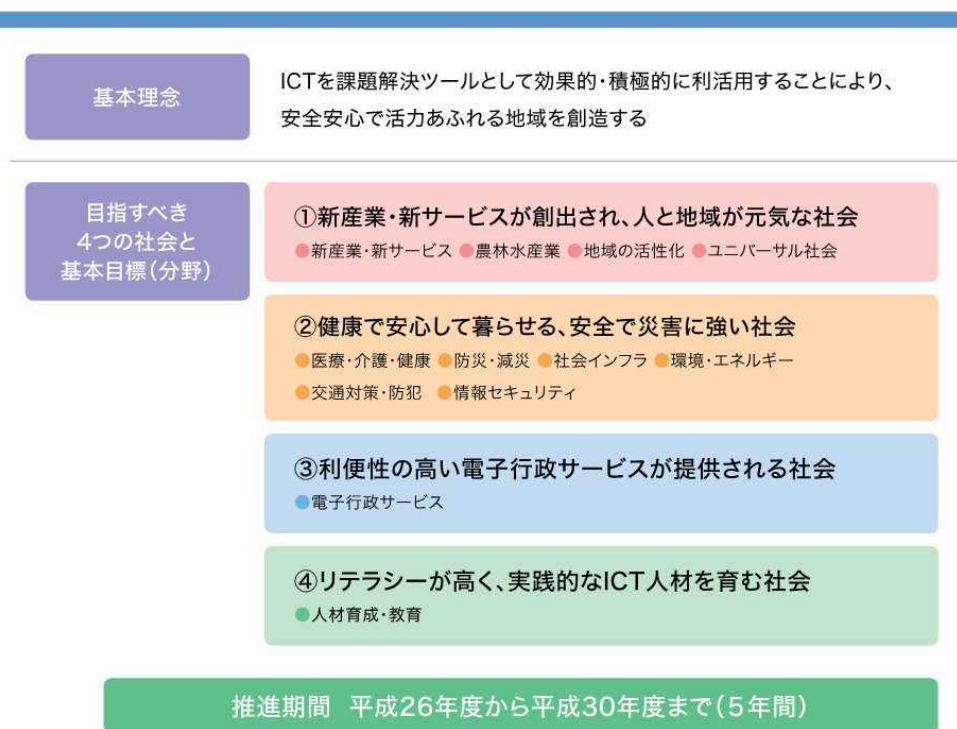 基本理念
ICTを課題解決ツールとして効果的・積極的に利活用することにより、
安全安心で活力あふれる地域を創造する
目指すべき
4つの社会と
基本目標(分野)
①新産業・新サービスが創出され、人と地域が元気な社会
●新産業・新サービス ●農林水産業 ●地域の活性化 ●ユニバーサル社会
②健康で安心して暮らせる、安全で災害に強い社会
●医療・介護・健康 ●防災・減災 ●社会インフラ ●環境・エネルギー
●交通対策・防犯 ●情報セキュリティ
③利便性の高い電子行政サービスが提供される社会
●電子行政サービス
④リテラシーが高く、実践的なICT人材を育む社会
●人材育成・教育
推進期間 平成26年度から平成30年度まで(5年間)